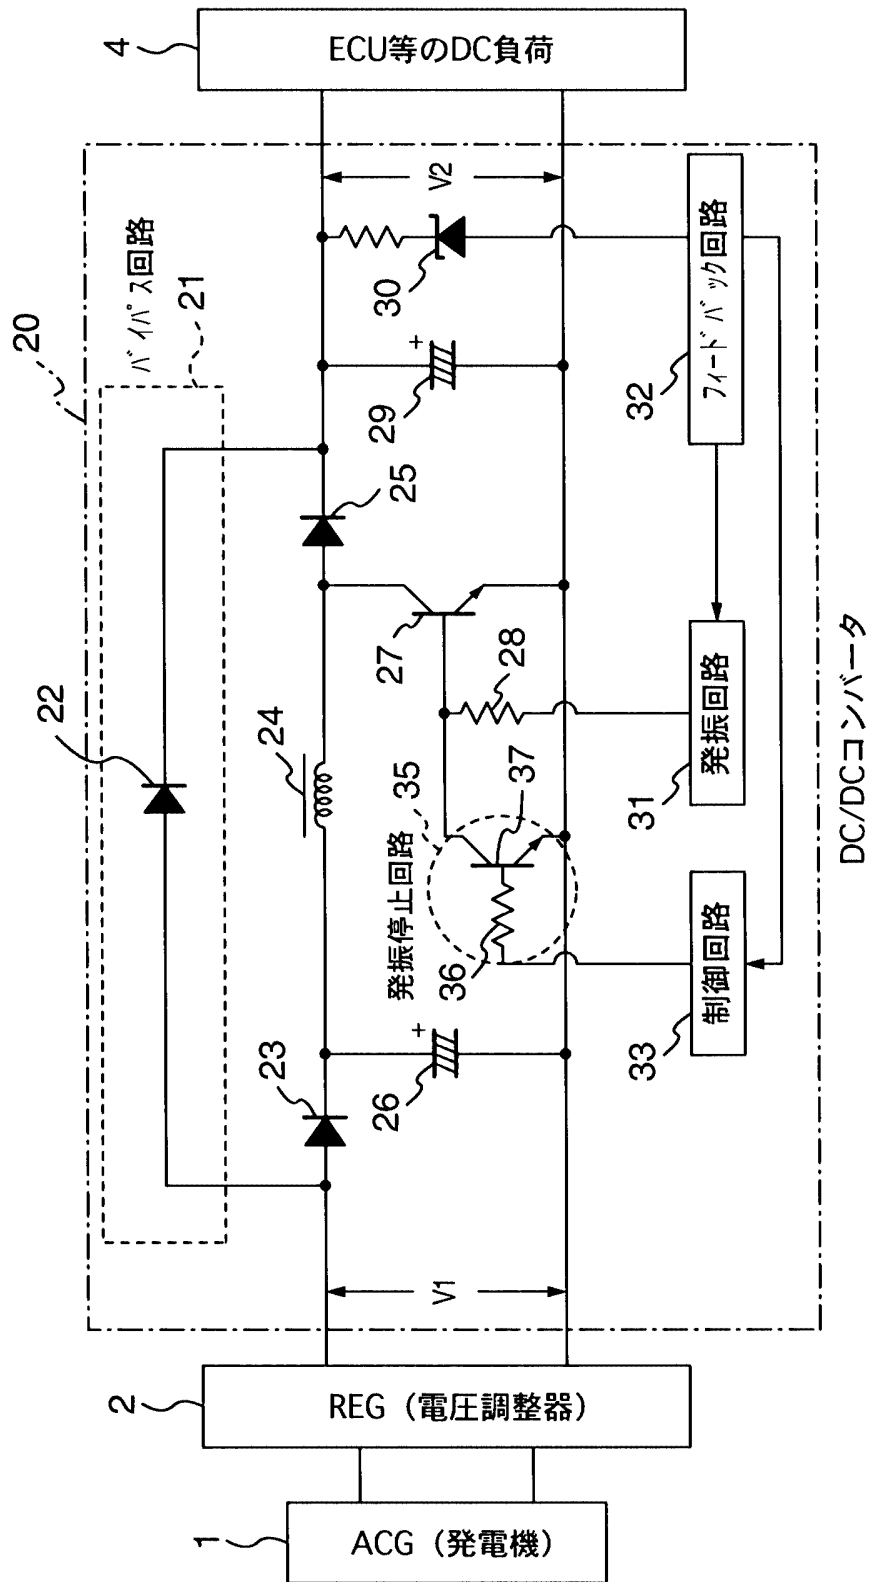 4
ECU等のDC負荷
20
バイパス回路
21
22
V2
30
フィードバック回路
32
29
25
24
27
28
発振回路
31
35
37
発振停止回路
36
制御回路
33
23
26
V1
DC/DCコンバータ
2
REG（電圧調整器）
1
ACG（発電機）
+
+